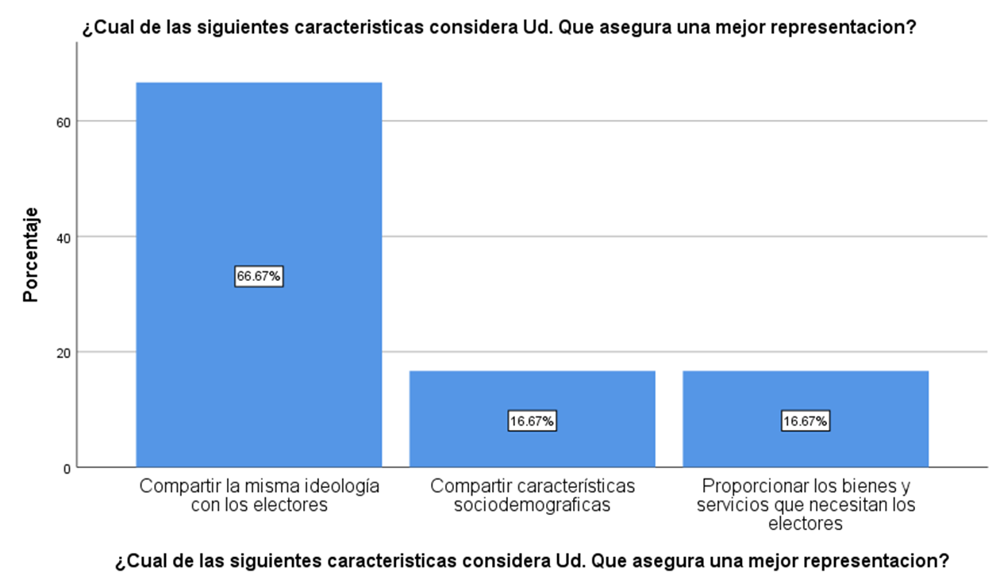 ¿Cual de las siguientes caracteristicas considera Ud. Que asegura una mejor representacion?
Porcentaje
60
40
20
0
66.67%
16.67%
16.67%
Compartir la misma ideología
con los electores
Compartir características
sociodemograficas
Proporcionar los bienes y
servicios que necesitan los
electores
¿Cual de las siguientes caracteristicas considera Ud. Que asegura una mejor representacion?